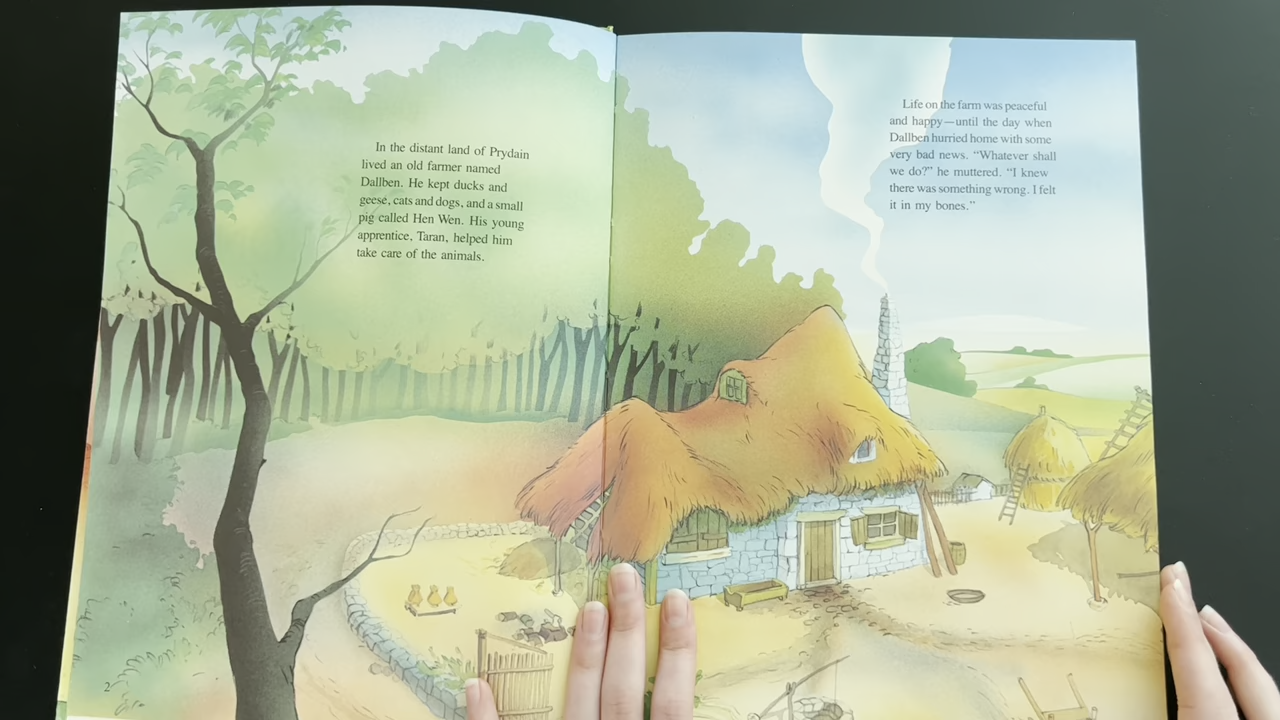 In the distant land of Prydain
lived an old farmer named
Dallben. He kept ducks and
geese, cats and dogs, and a small
pig called Hen Wen. His young
apprentice, Taran, helped him
take care of the animals.
2
Life on the farm was peaceful
and happy—until the day when
Dallben hurried home with some
very bad news. “Whatever shall
we do?” he muttered. “I knew
there was something wrong. I felt
it in my bones.”